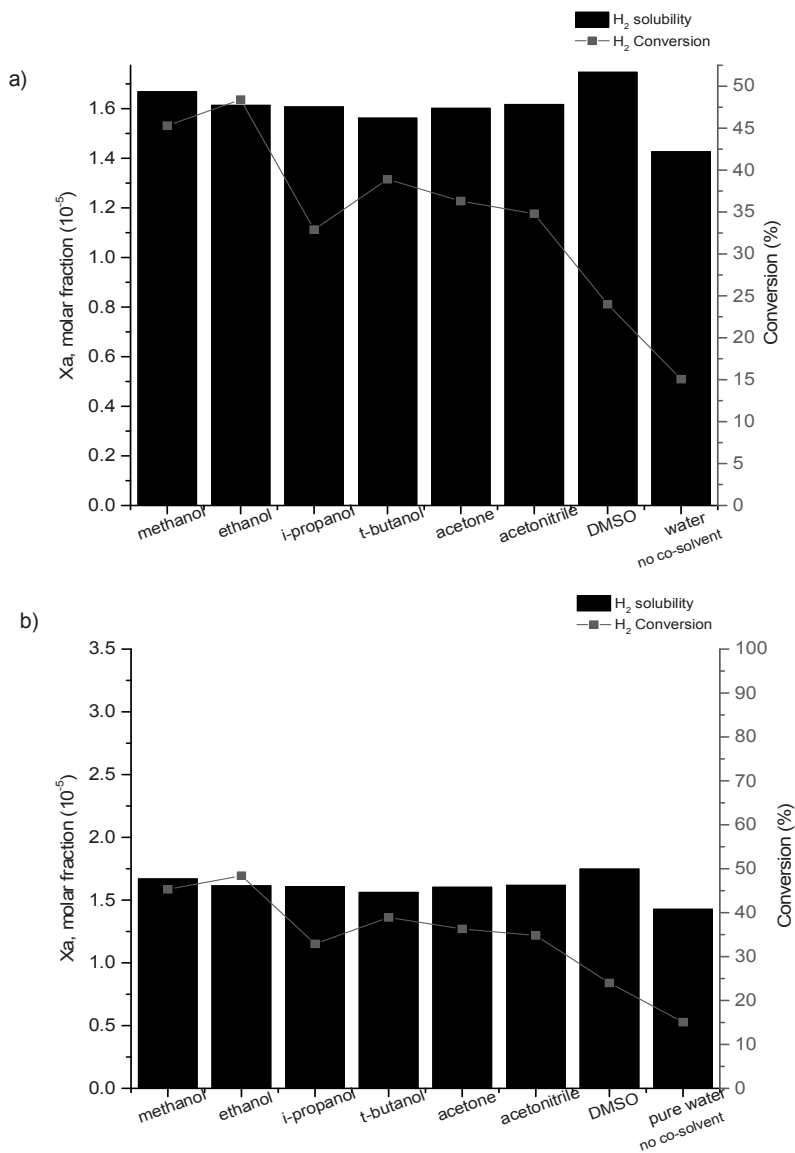 H2 solubility
H2 Conversion
a)
1.6
1.4
1.2
1.0
0.8
0.6
0.4
0.2
0.0
Xa, molar fraction (10-5)
50
45
40
35
30
25
20
15
10
5
0
Conversion (%)
methanol
ethanol
i-propanol
t-butanol
acetone
acetonitrile
DMSO
water
no co-solvent
H2 solubility
H2 Conversion
b)
3.5
3.0
2.5
2.0
1.5
1.0
0.5
0.0
Xa, molar fraction (10-5)
100
90
80
70
60
50
40
30
20
10
0
Conversion (%)
methanol
ethanol
i-propanol
t-butanol
acetone
acetonitrile
DMSO
pure water
no co-solvent